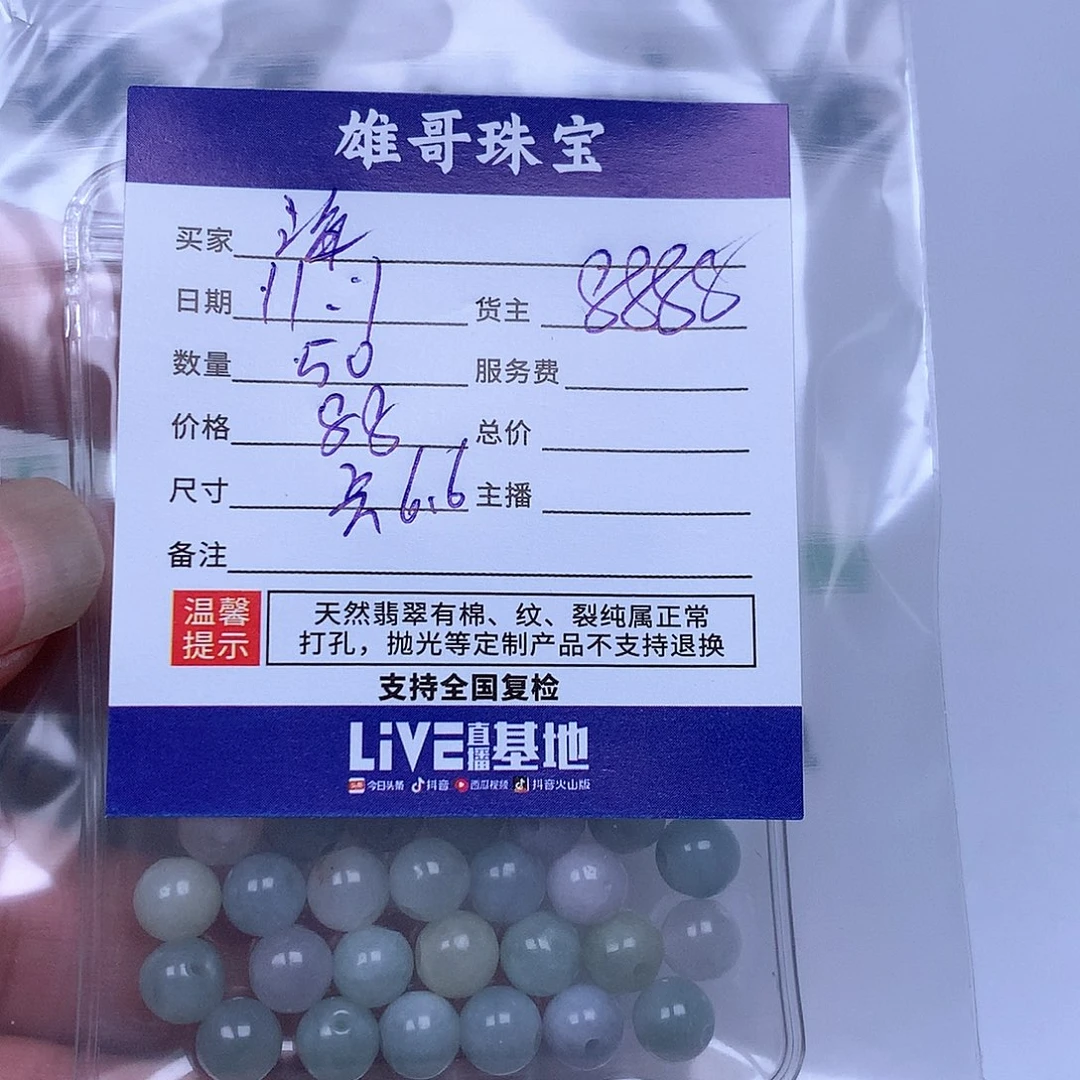 雄哥珠宝
买家 海
日期 11.1 货主 8888
数量 50 服务费
价格 88 总价
尺寸 6.6 主播
备注
温馨提示
天然翡翠有棉、纹、裂纯属正常
打孔，抛光等定制产品不支持退换
支持全国复检
LiVE直播基地
头条 今日头条 抖音 西瓜视频 抖音火山版